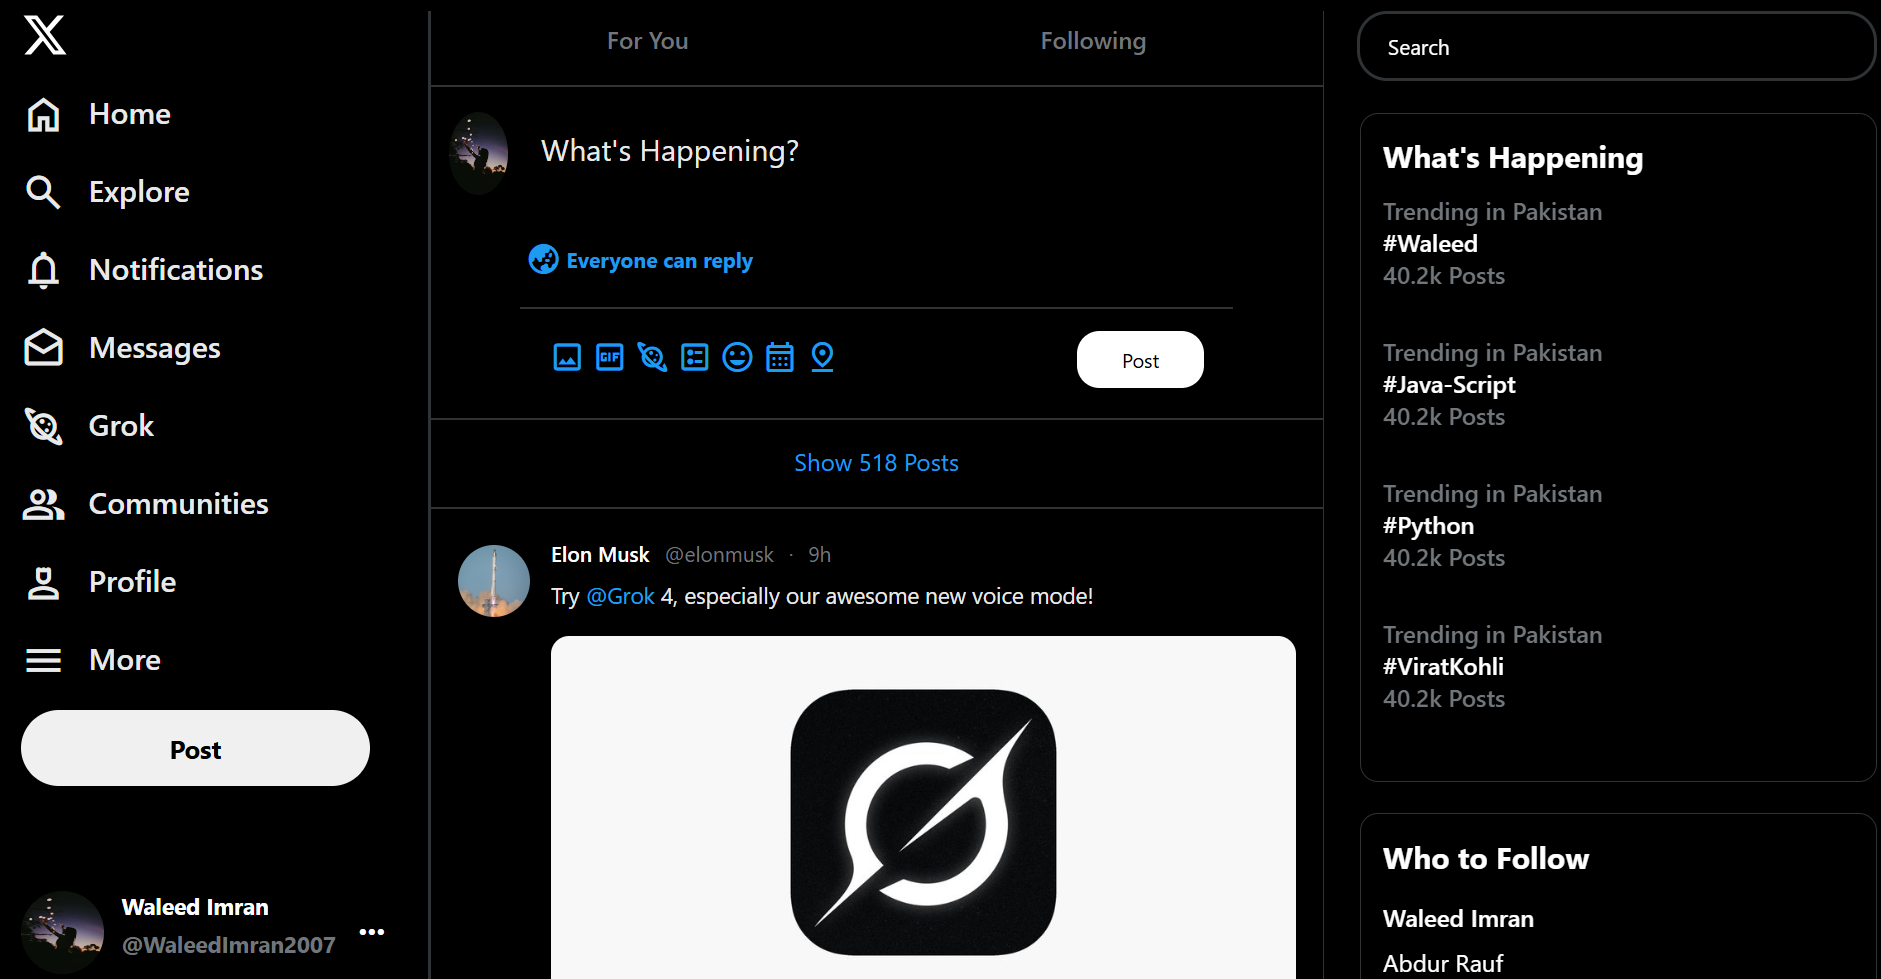 Home
Explore
Notifications
Messages
Grok
Communities
Profile
More
Post
Waleed Imran
@WaleedImran2007
For You
Following
What's Happening?
Everyone can reply
GIF
Post
Show 518 Posts
Elon Musk @elonmusk · 9h
Try @Grok 4, especially our awesome new voice mode!
Search
What's Happening
Trending in Pakistan
#Waleed
40.2k Posts
Trending in Pakistan
#Java-Script
40.2k Posts
Trending in Pakistan
#Python
40.2k Posts
Trending in Pakistan
#ViratKohli
40.2k Posts
Who to Follow
Waleed Imran
Abdur Rauf